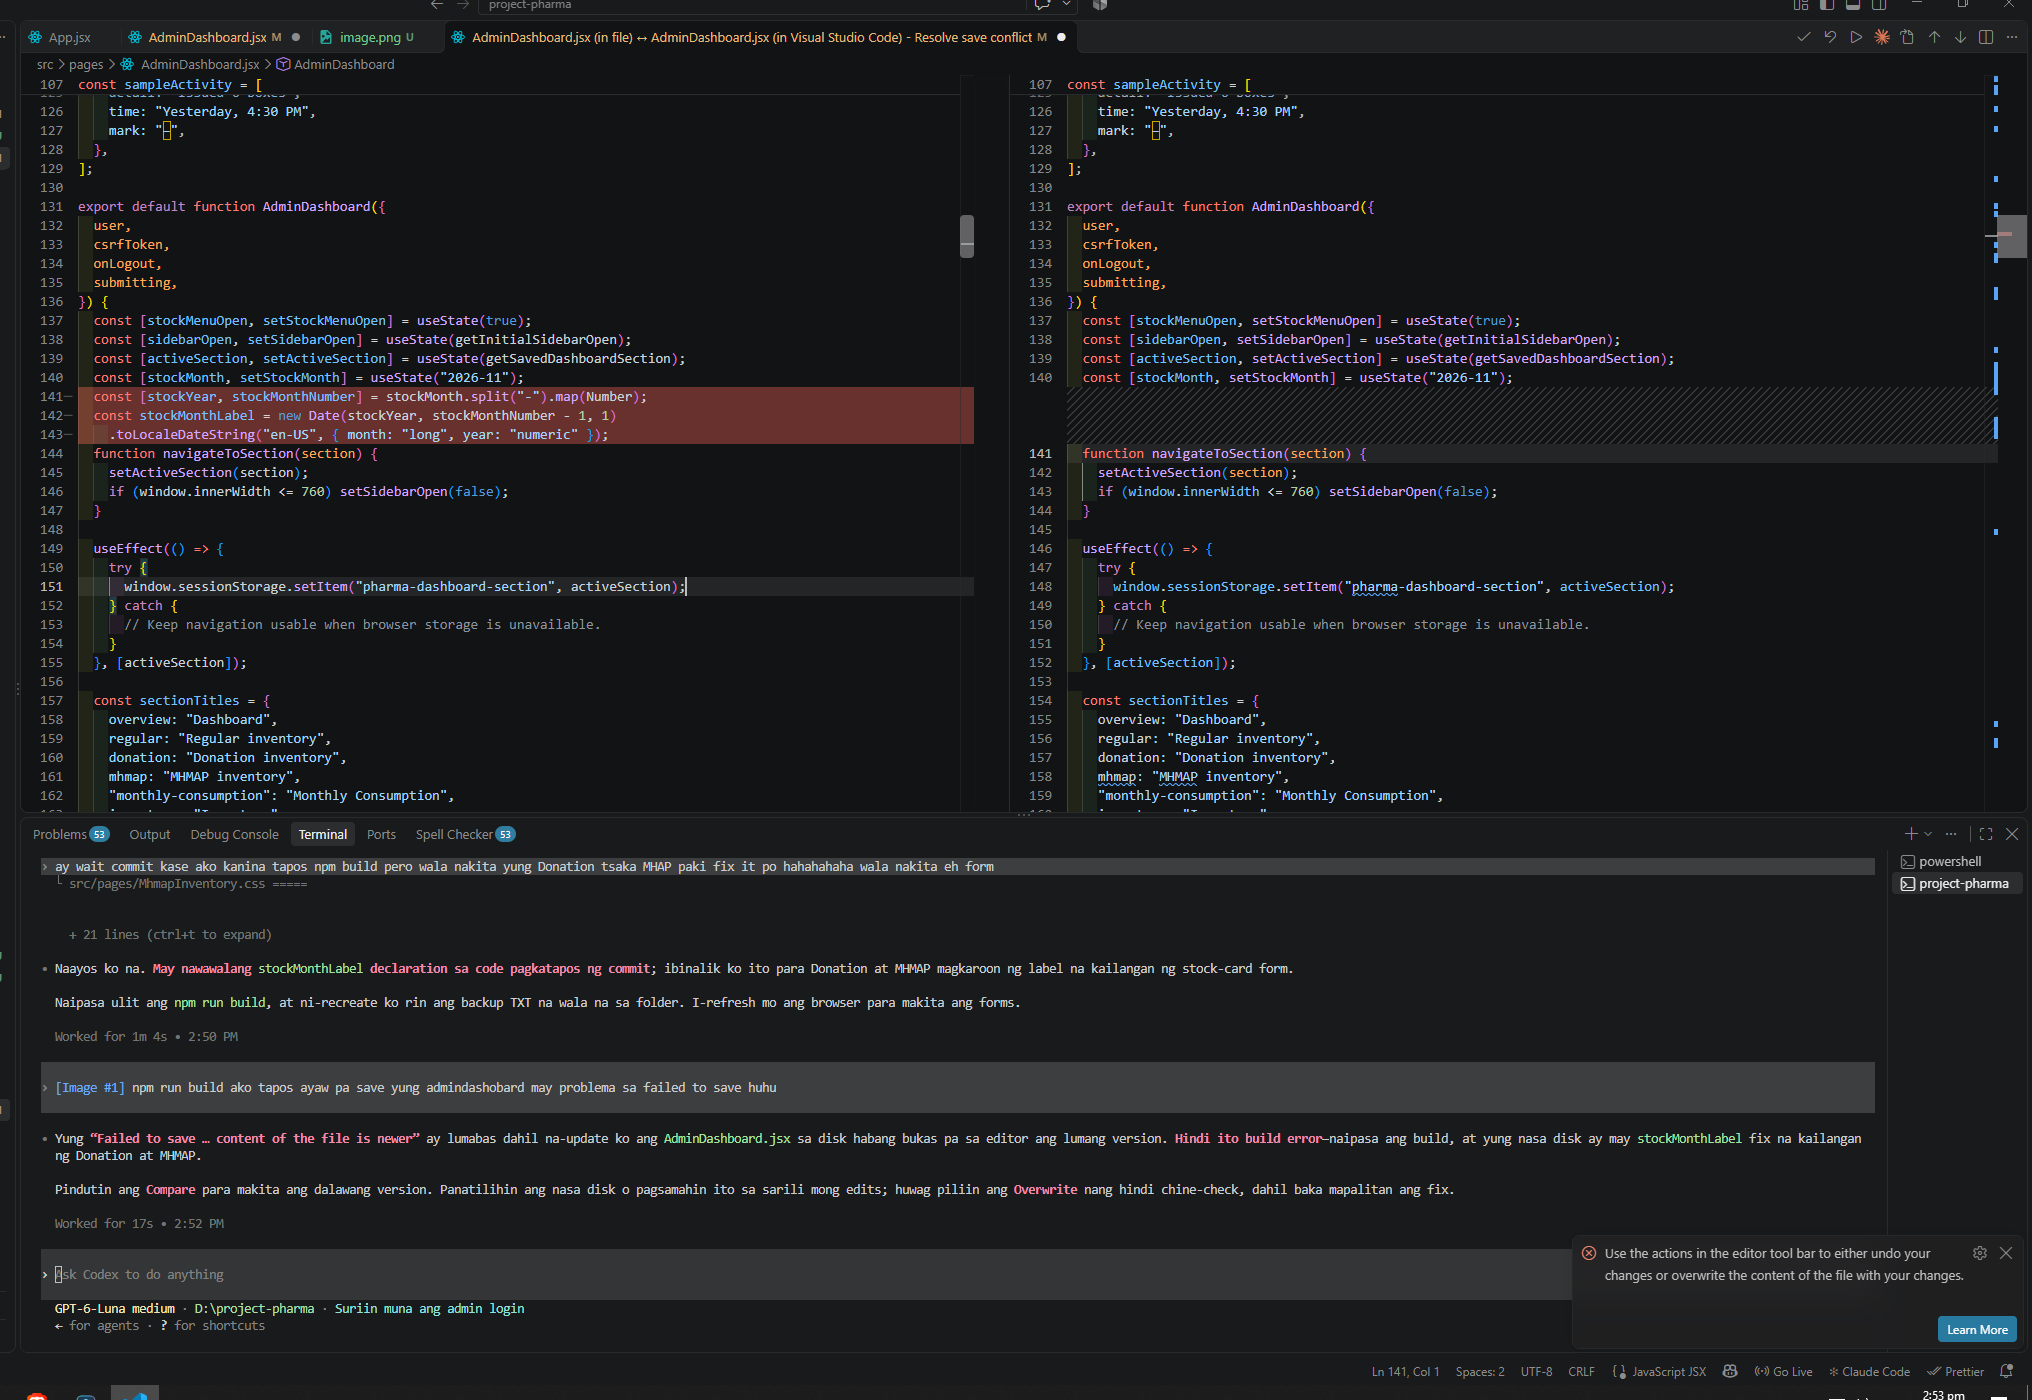 project-pharma
App.jsx
AdminDashboard.jsx M
image.png U
AdminDashboard.jsx (in file) ↔ AdminDashboard.jsx (in Visual Studio Code) - Resolve save conflict M
src > pages > AdminDashboard.jsx > AdminDashboard
107 const sampleActivity = [
126 time: "Yesterday, 4:30 PM",
127 mark: "-",
128 },
129 ];
130
131 export default function AdminDashboard({
132 user,
133 csrfToken,
134 onLogout,
135 submitting,
136 }) {
137 const [stockMenuOpen, setStockMenuOpen] = useState(true);
138 const [sidebarOpen, setSidebarOpen] = useState(getInitialSidebarOpen);
139 const [activeSection, setActiveSection] = useState(getSavedDashboardSection);
140 const [stockMonth, setStockMonth] = useState("2026-11");
141— const [stockYear, stockMonthNumber] = stockMonth.split("-").map(Number);
142— const stockMonthLabel = new Date(stockYear, stockMonthNumber - 1, 1)
143— .toLocaleDateString("en-US", { month: "long", year: "numeric" });
144 function navigateToSection(section) {
145 setActiveSection(section);
146 if (window.innerWidth <= 760) setSidebarOpen(false);
147 }
148
149 useEffect(() => {
150 try {
151 window.sessionStorage.setItem("pharma-dashboard-section", activeSection);
152 } catch {
153 // Keep navigation usable when browser storage is unavailable.
154 }
155 }, [activeSection]);
156
157 const sectionTitles = {
158 overview: "Dashboard",
159 regular: "Regular inventory",
160 donation: "Donation inventory",
161 mhmap: "MHMAP inventory",
162 "monthly-consumption": "Monthly Consumption",
107 const sampleActivity = [
126 time: "Yesterday, 4:30 PM",
127 mark: "-",
128 },
129 ];
130
131 export default function AdminDashboard({
132 user,
133 csrfToken,
134 onLogout,
135 submitting,
136 }) {
137 const [stockMenuOpen, setStockMenuOpen] = useState(true);
138 const [sidebarOpen, setSidebarOpen] = useState(getInitialSidebarOpen);
139 const [activeSection, setActiveSection] = useState(getSavedDashboardSection);
140 const [stockMonth, setStockMonth] = useState("2026-11");
141 function navigateToSection(section) {
142 setActiveSection(section);
143 if (window.innerWidth <= 760) setSidebarOpen(false);
144 }
145
146 useEffect(() => {
147 try {
148 window.sessionStorage.setItem("pharma-dashboard-section", activeSection);
149 } catch {
150 // Keep navigation usable when browser storage is unavailable.
151 }
152 }, [activeSection]);
153
154 const sectionTitles = {
155 overview: "Dashboard",
156 regular: "Regular inventory",
157 donation: "Donation inventory",
158 mhmap: "MHMAP inventory",
159 "monthly-consumption": "Monthly Consumption",
Problems 53 Output Debug Console Terminal Ports Spell Checker 53
› ay wait commit kase ako kanina tapos npm build pero wala nakita yung Donation tsaka MHAP paki fix it po hahahahaha wala nakita eh form
└ src/pages/MhmapInventory.css =====
+ 21 lines (ctrl+t to expand)
• Naayos ko na. May nawawalang stockMonthLabel declaration sa code pagkatapos ng commit; ibinalik ko ito para Donation at MHMAP magkaroon ng label na kailangan ng stock-card form.
Naipasa ulit ang npm run build, at ni-recreate ko rin ang backup TXT na wala na sa folder. I-refresh mo ang browser para makita ang forms.
Worked for 1m 4s • 2:50 PM
› [Image #1] npm run build ako tapos ayaw pa save yung admindashobard may problema sa failed to save huhu
• Yung “Failed to save … content of the file is newer” ay lumabas dahil na-update ko ang AdminDashboard.jsx sa disk habang bukas pa sa editor ang lumang version. Hindi ito build error—naipasa ang build, at yung nasa disk ay may stockMonthLabel fix na kailangan
ng Donation at MHMAP.
Pindutin ang Compare para makita ang dalawang version. Panatilihin ang nasa disk o pagsamahin ito sa sarili mong edits; huwag piliin ang Overwrite nang hindi chine-check, dahil baka mapalitan ang fix.
Worked for 17s • 2:52 PM
› Ask Codex to do anything
GPT-6-Luna medium · D:\project-pharma · Suriin muna ang admin login
← for agents · ? for shortcuts
powershell
project-pharma
Use the actions in the editor tool bar to either undo your
changes or overwrite the content of the file with your changes.
Learn More
Ln 141, Col 1 Spaces: 2 UTF-8 CRLF JavaScript JSX Go Live Claude Code Prettier
2:53 pm